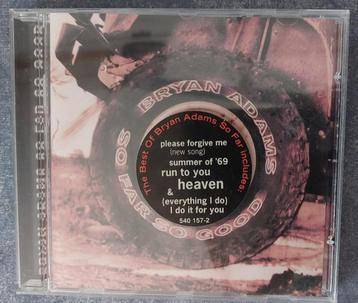 BRYAN ADAMS
SO FAR SO GOOD
The Best Of Bryan Adams So Far includes:
please forgive me
(new song)
summer of '69
run to you
heaven
&
(everything I do)
I do it for you
540 157-2